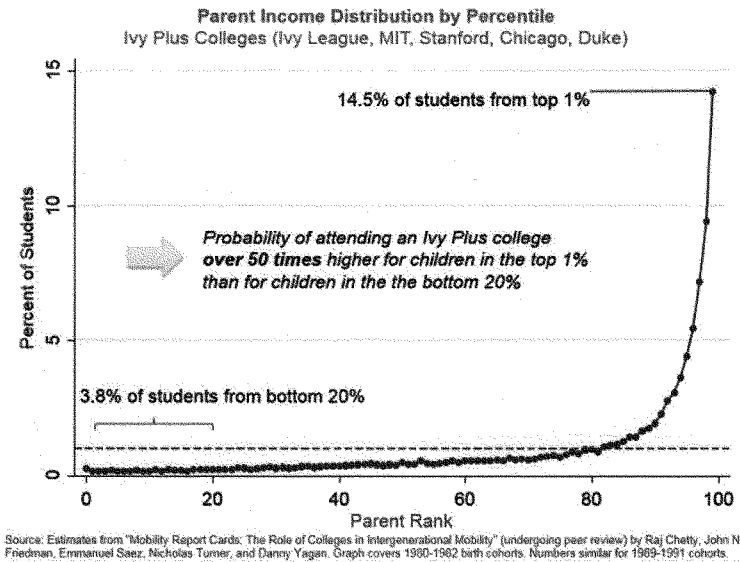 Parent Income Distribution by Percentile
Ivy Plus Colleges (Ivy League, MIT, Stanford, Chicago, Duke)
15
14.5% of students from top 1%
10
Probability of attending an Ivy Plus college
over 50 times higher for children in the top 1%
than for children in the the bottom 20%
Percent of Students
5
3.8% of students from bottom 20%
0
0 20 40 60 80 100
Parent Rank
Source: Estimates from "Mobility Report Cards: The Role of Colleges in Intergenerational Mobility" (undergoing peer review) by Raj Chetty, John N
Friedman, Emmanuel Saez, Nicholas Turner, and Danny Yagan. Graph covers 1980-1982 birth cohorts. Numbers similar for 1989-1991 cohorts.